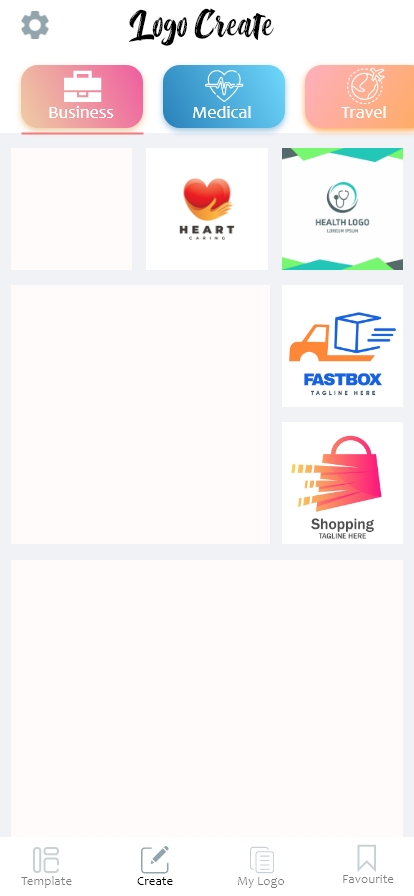 Logo Create
Business
Medical
Travel
HEART
CARING
HEALTH LOGO
LOREUM IPSUM
FASTBOX
TAGLINE HERE
Shopping
TAGLINE HERE
Template
Create
My Logo
Favourite